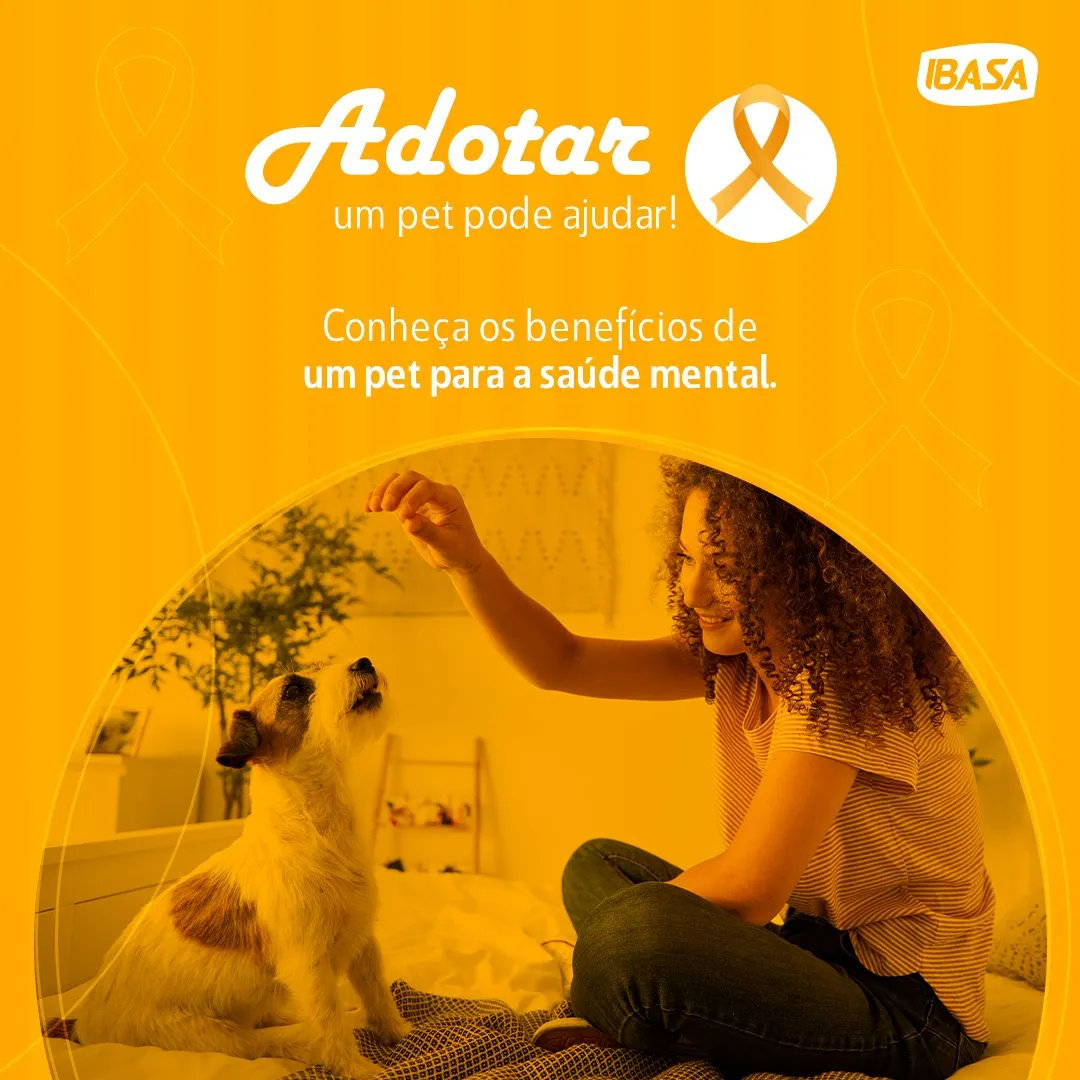 IBASA
Adotar
um pet pode ajudar!
Conheça os benefícios de
um pet para a saúde mental.